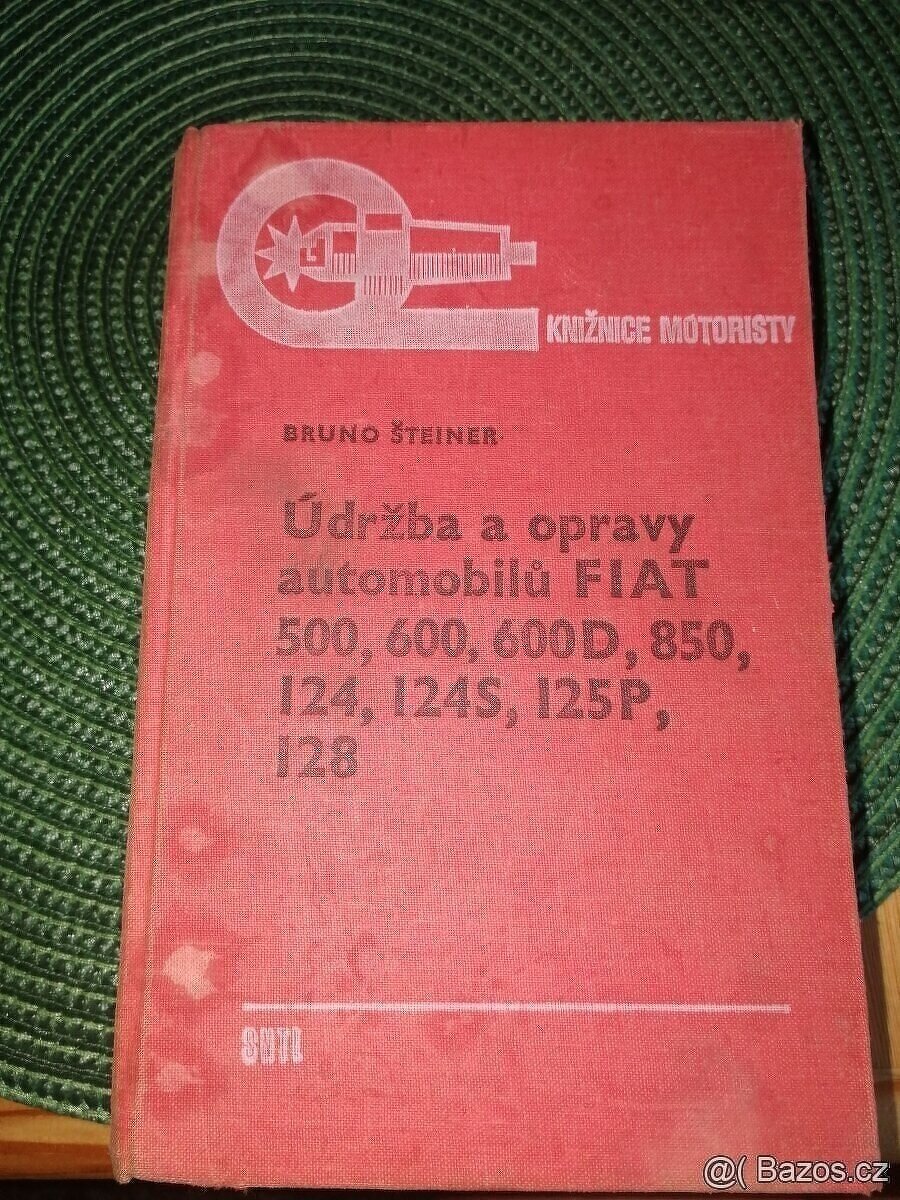 KNIŽNICE MOTORISTY
BRUNO ŠTEINER
Údržba a opravy
automobilů FIAT
500, 600, 600D, 850,
124, 124S, 125P,
128
SNTL
@( Bazos.cz